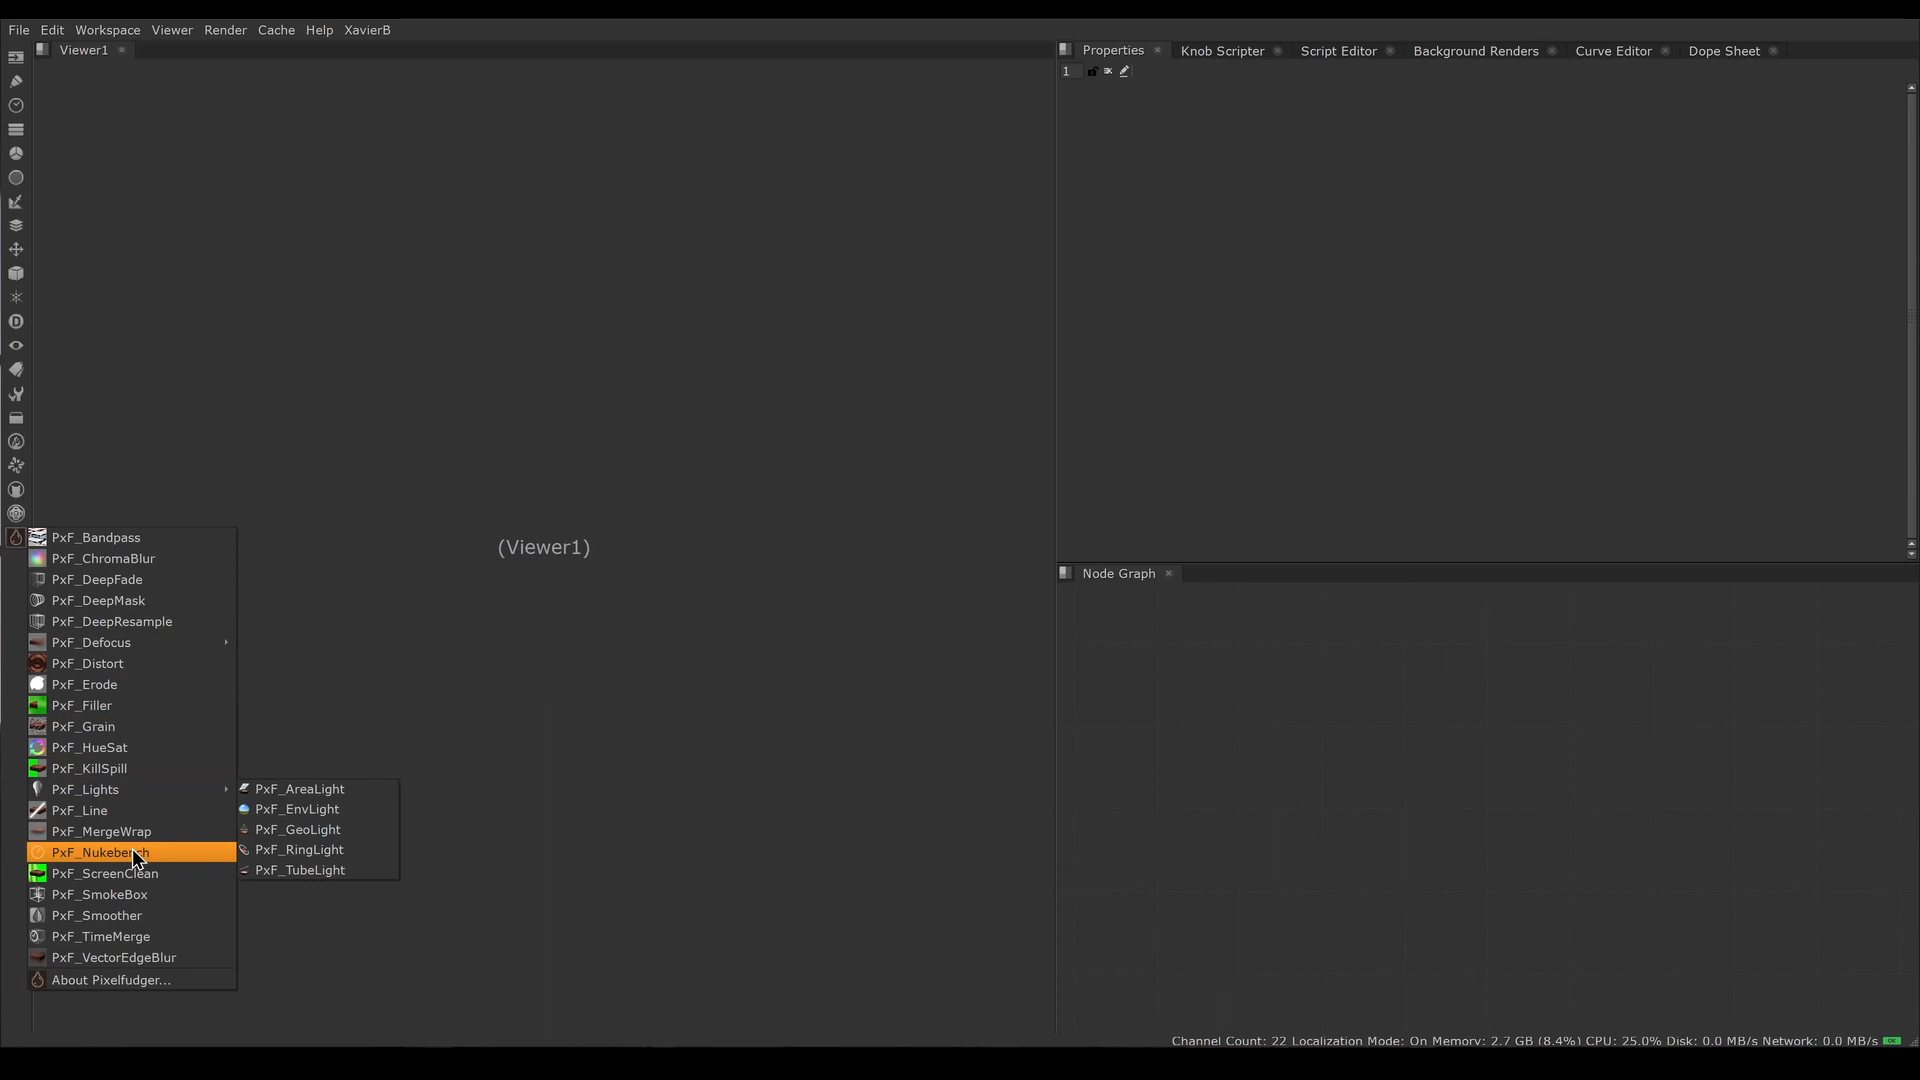 File Edit Workspace Viewer Render Cache Help XavierB
Viewer1
Properties Knob Scripter Script Editor Background Renders Curve Editor Dope Sheet
1
(Viewer1)
PxF_Bandpass
PxF_ChromaBlur
PxF_DeepFade
PxF_DeepMask
PxF_DeepResample
PxF_Defocus
PxF_Distort
PxF_Erode
PxF_Filler
PxF_Grain
PxF_HueSat
PxF_KillSpill
PxF_Lights
PxF_Line
PxF_MergeWrap
PxF_Nukebench
PxF_ScreenClean
PxF_SmokeBox
PxF_Smoother
PxF_TimeMerge
PxF_VectorEdgeBlur
About Pixelfudger...
PxF_AreaLight
PxF_EnvLight
PxF_GeoLight
PxF_RingLight
PxF_TubeLight
Node Graph
Channel Count: 22 Localization Mode: On Memory: 2.7 GB (8.4%) CPU: 25.0% Disk: 0.0 MB/s Network: 0.0 MB/s